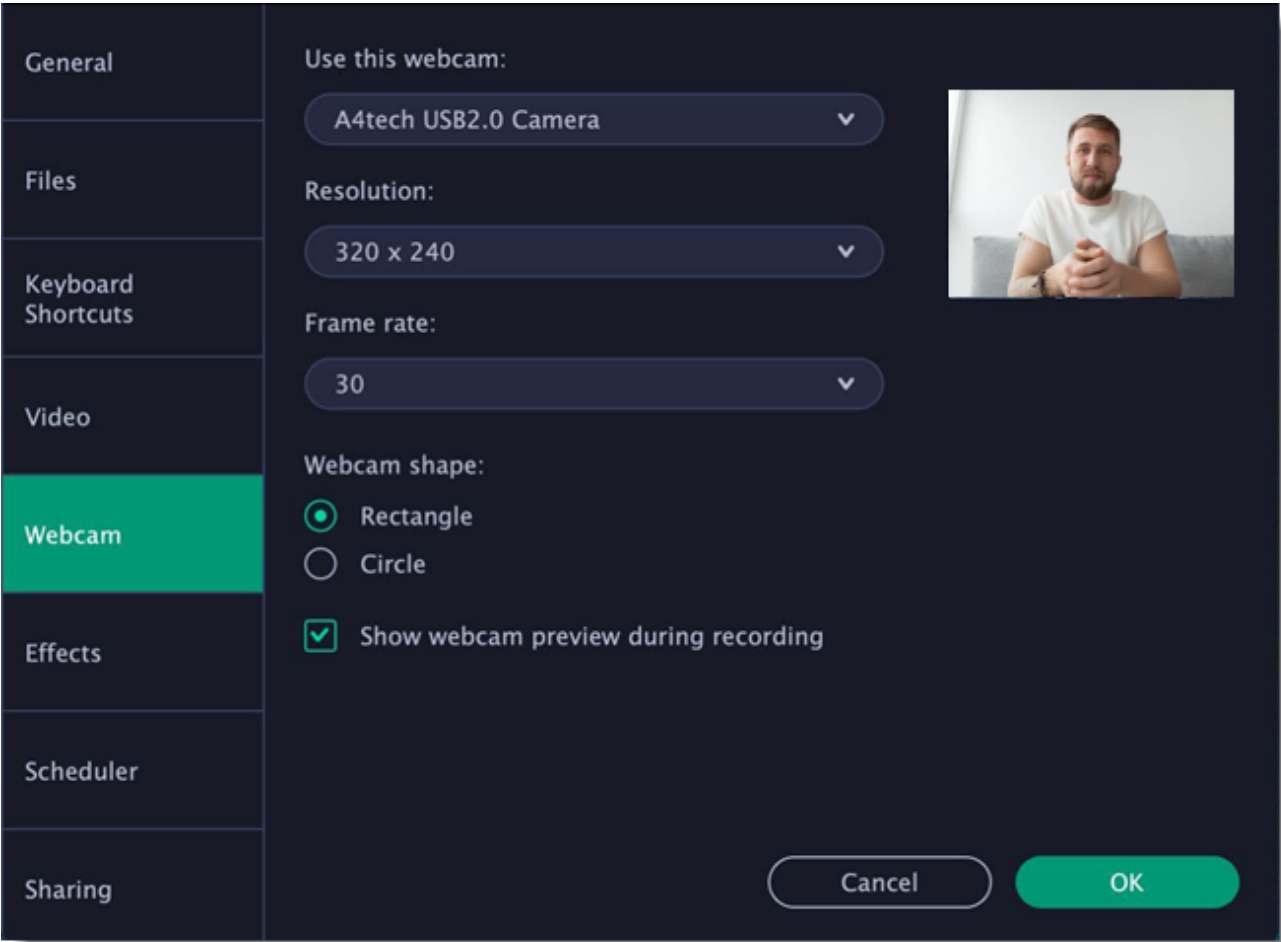 General
Files
Keyboard
Shortcuts
Video
Webcam
Effects
Scheduler
Sharing
Use this webcam:
A4tech USB2.0 Camera
Resolution:
320 x 240
Frame rate:
30
Webcam shape:
Rectangle
Circle
Show webcam preview during recording
Cancel
OK